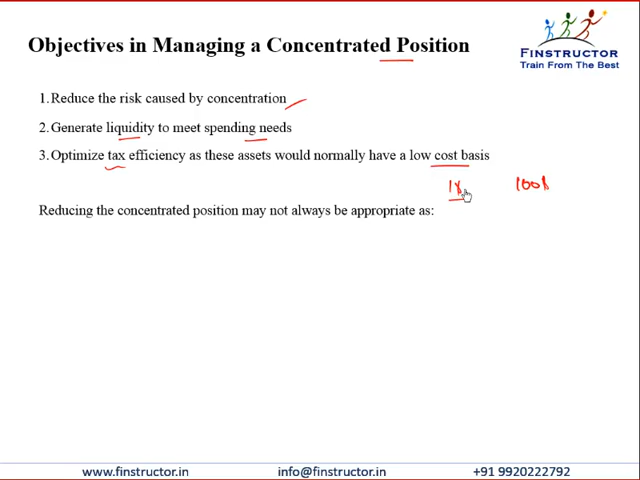 Objectives in Managing a Concentrated Position
FINSTRUCTOR
Train From The Best
1. Reduce the risk caused by concentration
2. Generate liquidity to meet spending needs
3. Optimize tax efficiency as these assets would normally have a low cost basis
Reducing the concentrated position may not always be appropriate as:
www.finstructor.in info@finstructor.in +91 9920222792